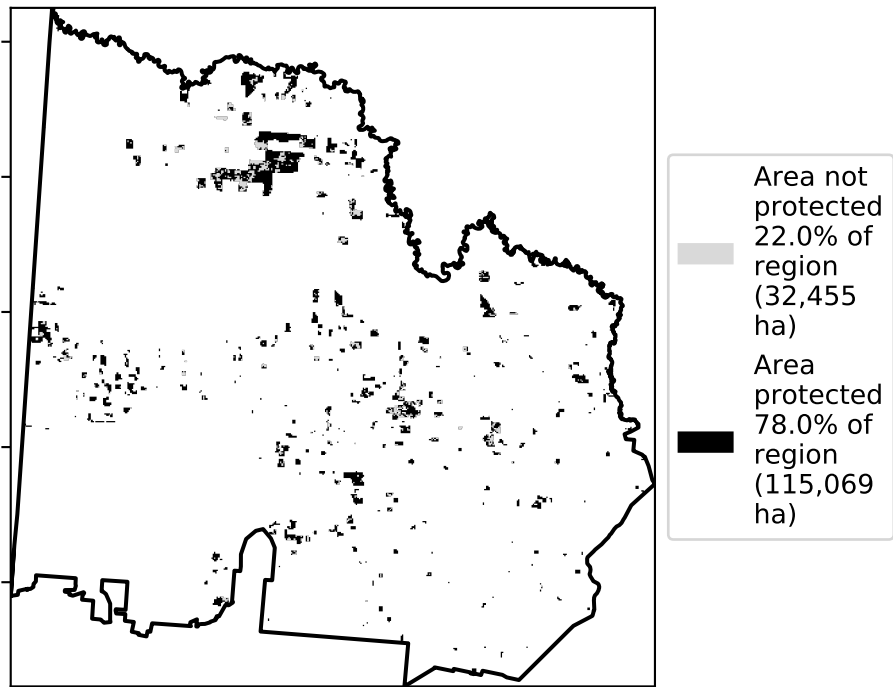 Area not
protected
22.0% of
region
(32,455
ha)
Area
protected
78.0% of
region
(115,069
ha)